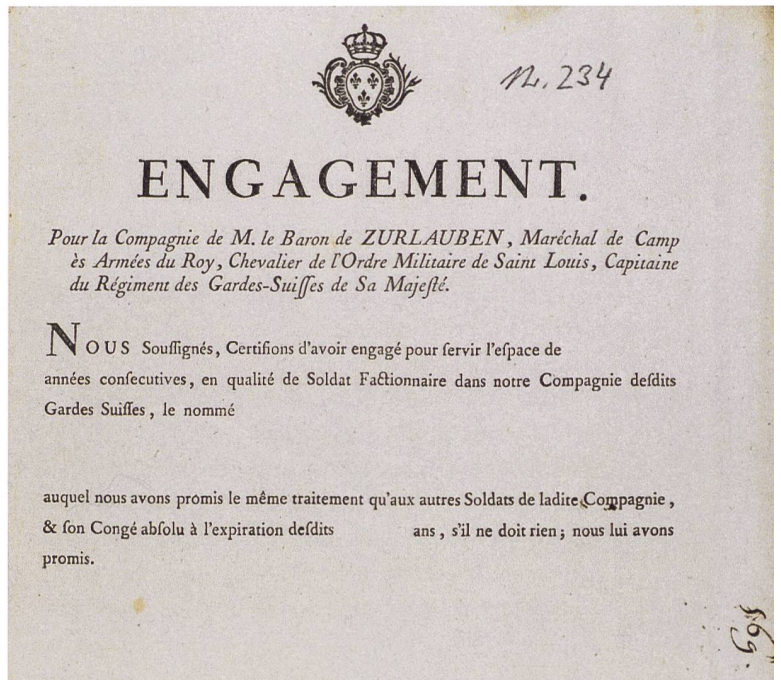 n. 234
ENGAGEMENT.
Pour la Compagnie de M. le Baron de ZURLAUBEN, Maréchal de Camp
ès Armées du Roy, Chevalier de l'Ordre Militaire de Saint Louis, Capitaine
du Régiment des Gardes-Suiſſes de Sa Majeſté.
NOUS Souſſignés, Certifions d'avoir engagé pour ſervir l'eſpace de
années conſecutives, en qualité de Soldat Factionnaire dans notre Compagnie deſdits
Gardes Suiſſes, le nommé
auquel nous avons promis le même traitement qu'aux autres Soldats de ladite Compagnie,
& ſon Congé abſolu à l'expiration deſdits ans, s'il ne doit rien; nous lui avons
promis.
569.